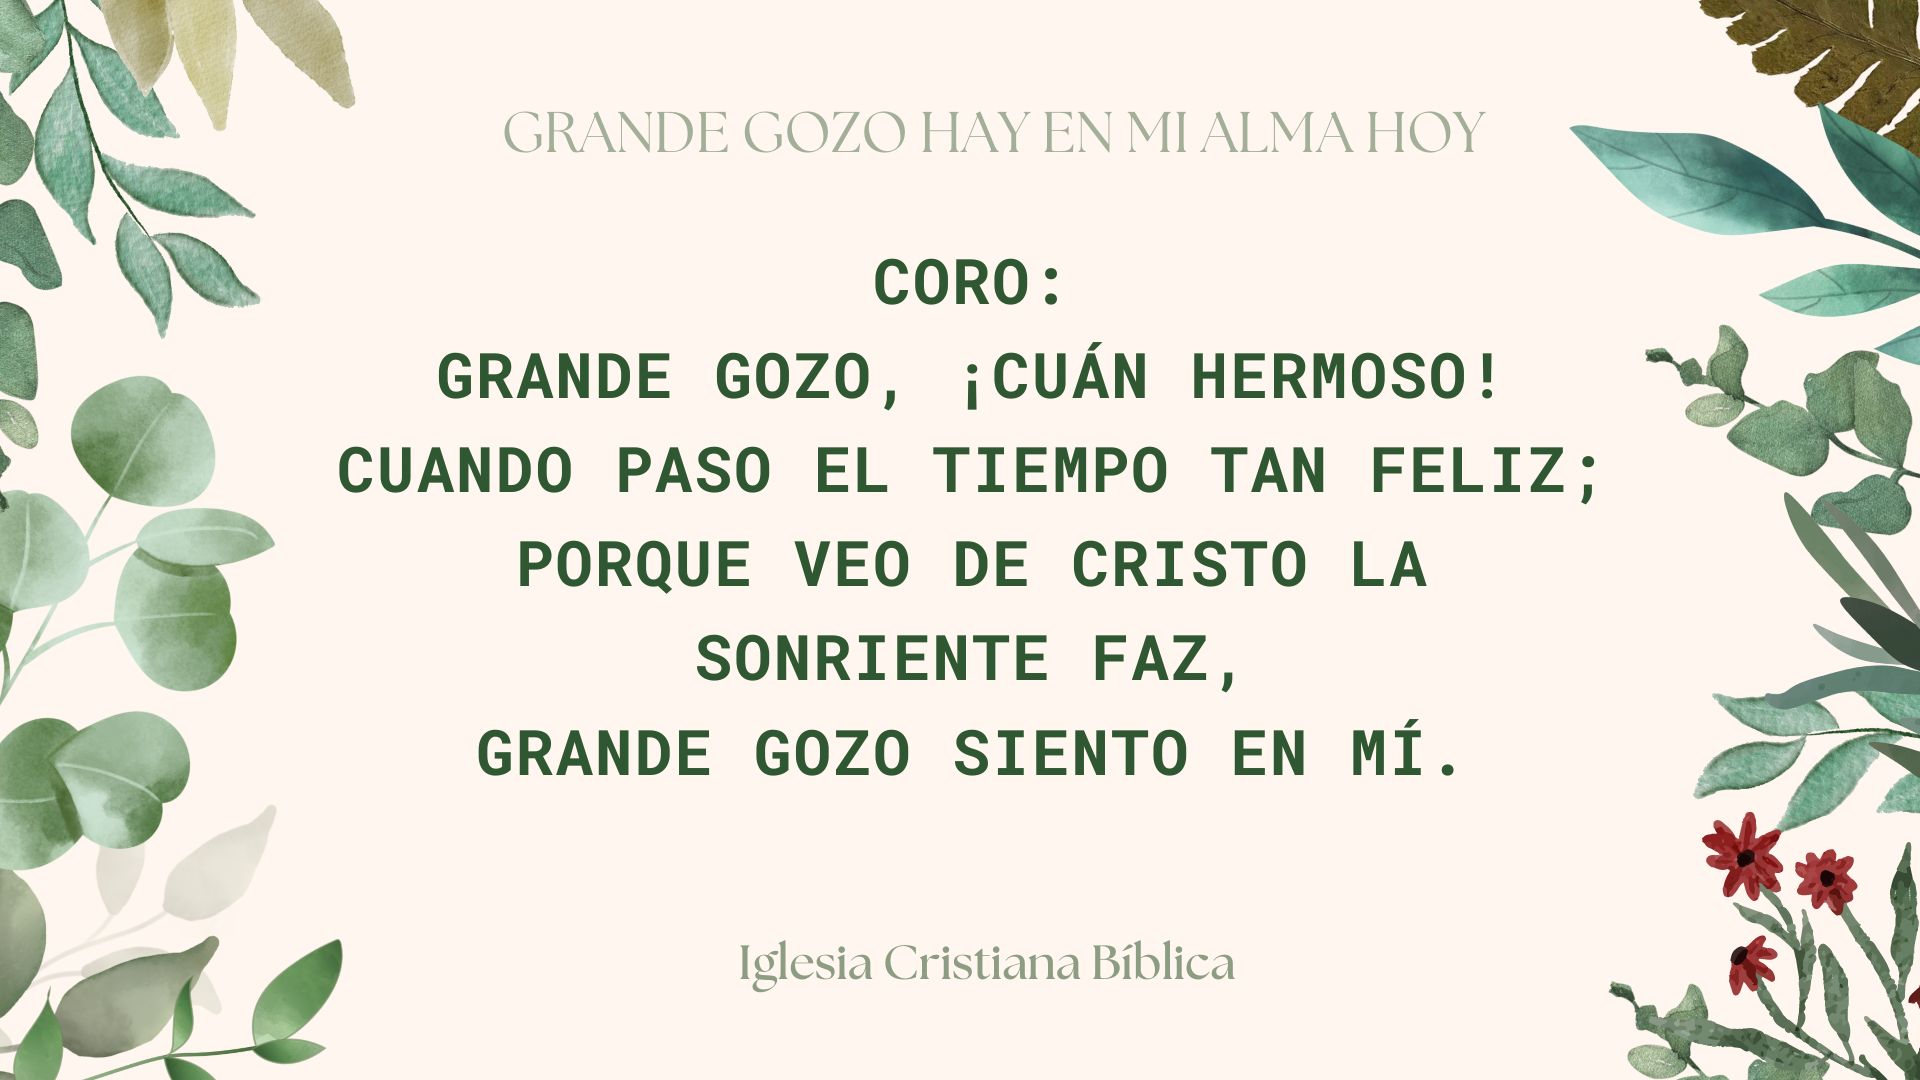 GRANDE GOZO HAY EN MI ALMA HOY
CORO:
GRANDE GOZO, ¡CUÁN HERMOSO!
CUANDO PASO EL TIEMPO TAN FELIZ;
PORQUE VEO DE CRISTO LA
SONRIENTE FAZ,
GRANDE GOZO SIENTO EN MÍ.
Iglesia Cristiana Bíblica